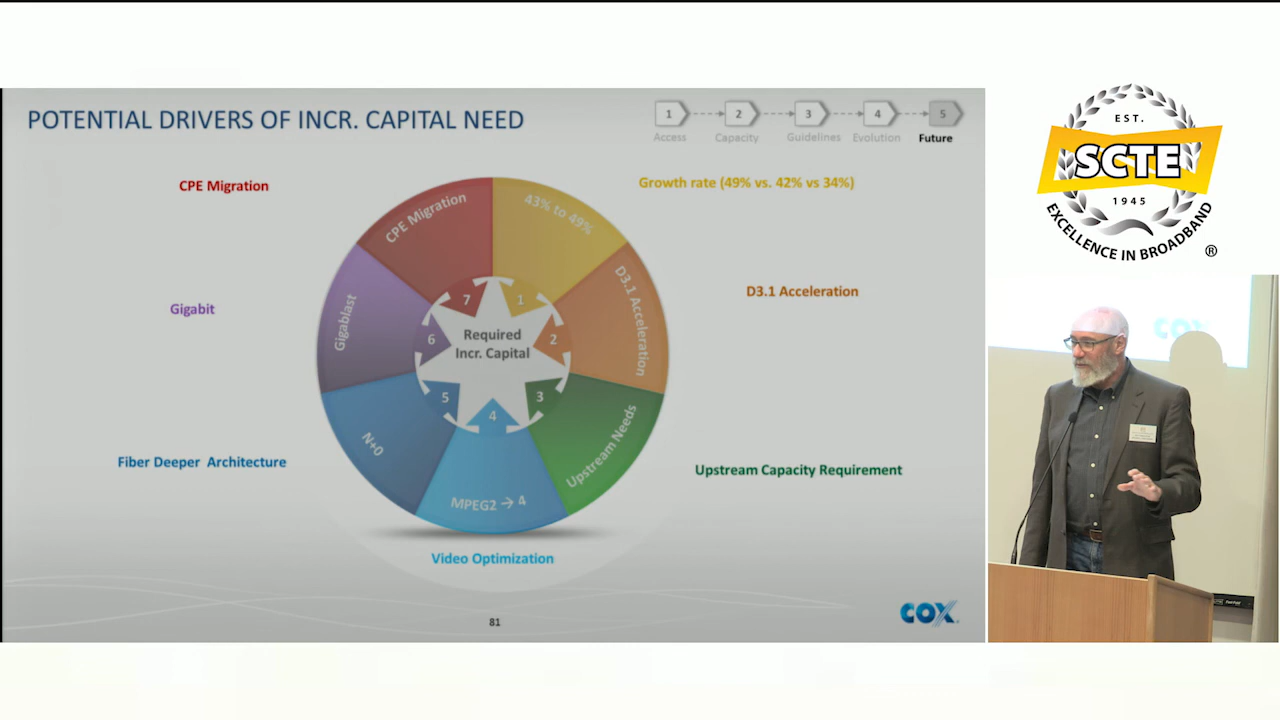 POTENTIAL DRIVERS OF INCR. CAPITAL NEED
1
2
3
4
5
Access
Capacity
Guidelines
Evolution
Future
CPE Migration
Growth rate (49% vs. 42% vs 34%)
CPE Migration
43% to 49%
Gigablast
D3.1 Acceleration
D3.1 Acceleration
Gigabit
7
1
6
2
5
3
4
Required
Incr. Capital
N+0
Upstream Needs
MPEG2 → 4
Fiber Deeper Architecture
Upstream Capacity Requirement
Video Optimization
81
COX
EST.
SCTE
1945
EXCELLENCE IN BROADBAND
®
COX